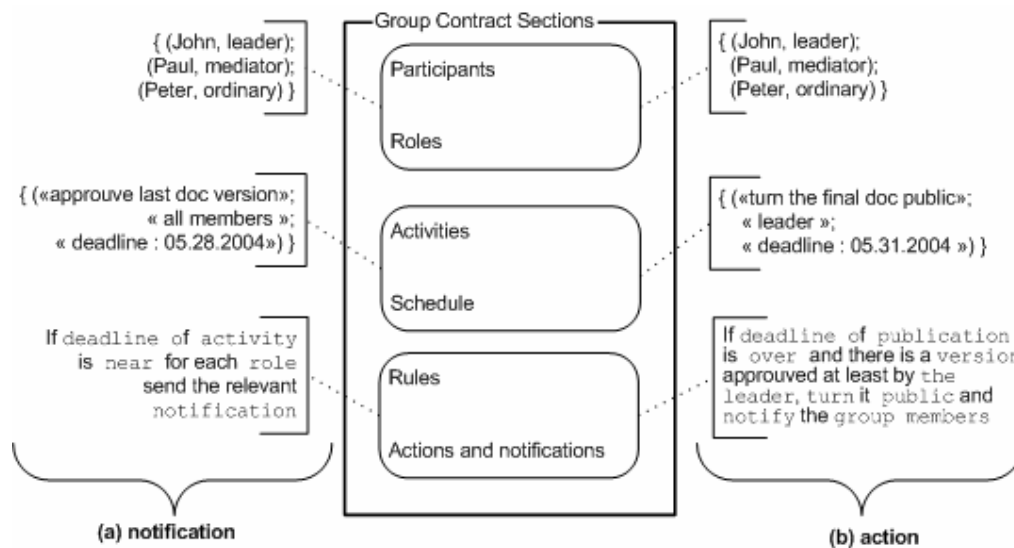 Group Contract Sections
{ (John, leader);
(Paul, mediator);
(Peter, ordinary) }
Participants
Roles
{ (John, leader);
(Paul, mediator);
(Peter, ordinary) }
{ («approuve last doc version»;
« all members »;
« deadline : 05.28.2004») }
Activities
Schedule
{ («turn the final doc public»;
« leader »;
« deadline : 05.31.2004 ») }
If deadline of activity
is near for each role
send the relevant
notification
Rules
Actions and notifications
If deadline of publication
is over and there is a version
approuved at least by the
leader, turn it public and
notify the group members
(a) notification
(b) action